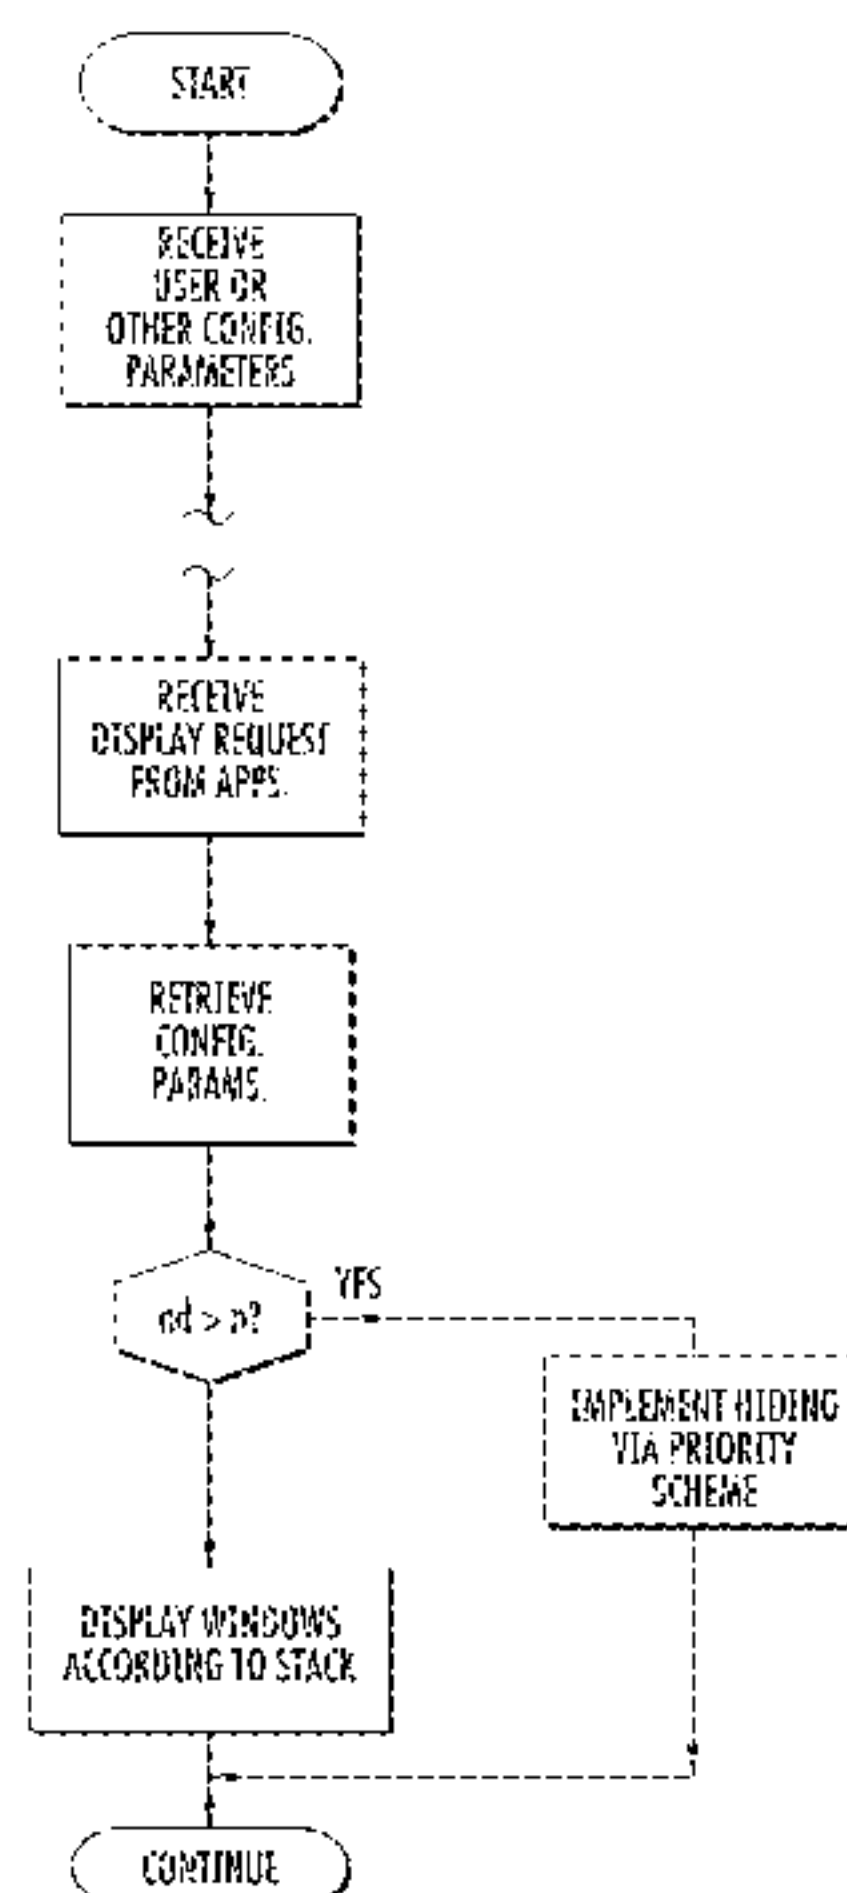 START
RECEIVE
USER OR
OTHER CONFIG.
PARAMETERS
RECEIVE
DISPLAY REQUEST
FROM APPS.
RETRIEVE
CONFIG.
PARAMS.
nd > n?
YES
IMPLEMENT HIDING
VIA PRIORITY
SCHEME
DISPLAY WINDOWS
ACCORDING TO STACK
CONTINUE